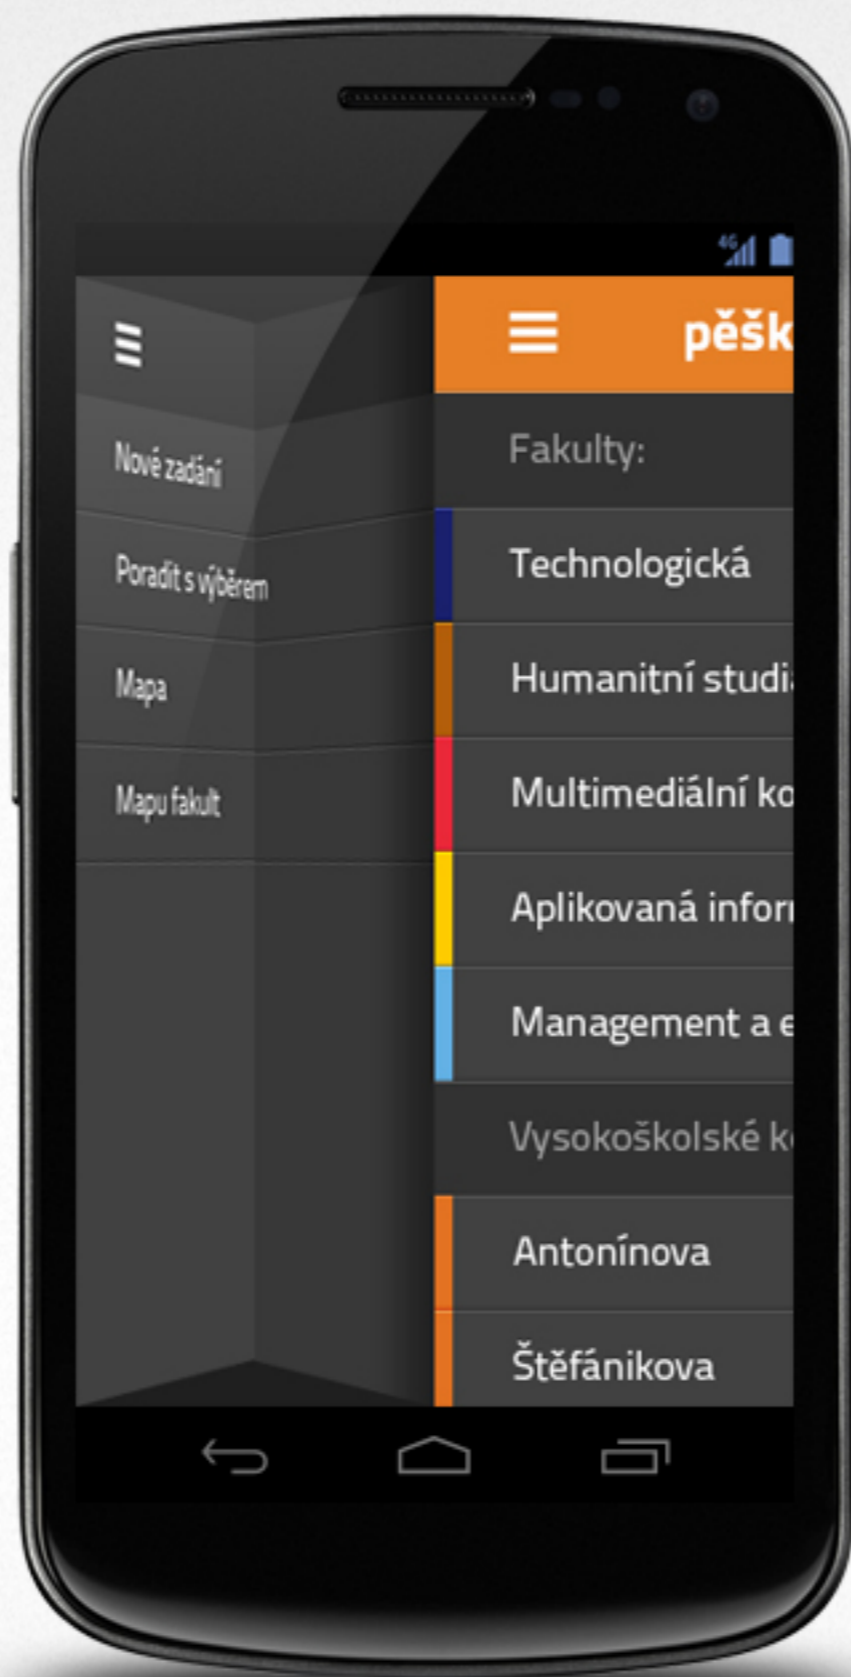 4G
Nové zadání
Poradit s výběrem
Mapa
Mapu fakult
pěšk
Fakulty:
Technologická
Humanitní studi
Multimediální ko
Aplikovaná infor
Management a e
Vysokoškolské k
Antonínova
Štěfánikova